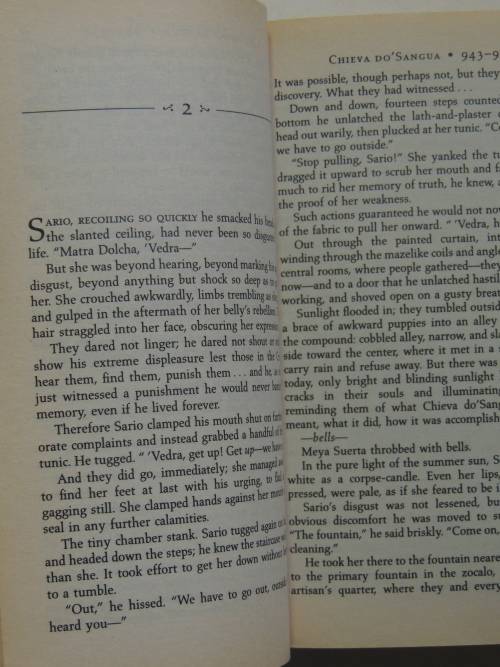 2
SARIO, RECOILING SO QUICKLY he smacked his head
the slanted ceiling, had never been so disgus
life. "Matra Dolcha, 'Vedra—"
But she was beyond hearing, beyond marking his
disgust, beyond anything but shock so deep as to
her. She crouched awkwardly, limbs trembling as
and gulped in the aftermath of her belly's rebellion.
hair straggled into her face, obscuring her expression
They dared not linger; he dared not shout or
show his extreme displeasure lest those in the
hear them, find them, punish them . . . and he,
just witnessed a punishment he would never
memory, even if he lived forever.
Therefore Sario clamped his mouth shut on
orate complaints and instead grabbed a handful of
tunic. He tugged. " 'Vedra, get up! Get up—we have
And they did go, immediately; she managed
to find her feet at last with his urging, to
gagging still. She clamped hands against her mouth
seal in any further calamities.
The tiny chamber stank. Sario tugged again
and headed down the steps; he knew the staircase
than she. It took effort to get her down without
to a tumble.
"Out," he hissed. "We have to go out, outside
heard you—"
CHIEVA DO'SANGUA • 943–9
It was possible, though perhaps not, but they
discovery. What they had witnessed . . .
Down and down, fourteen steps counted
bottom he unlatched the lath-and-plaster
head out warily, then plucked at her tunic. "Co
we have to go outside."
"Stop pulling, Sario!" She yanked the tu
dragged it upward to scrub her mouth and f
much to rid her memory of truth, he knew, a
the proof of her weakness.
Such actions guaranteed he would not now
of the fabric to pull her onward. " 'Vedra, h
Out through the painted curtain, int
winding through the mazelike coils and angle
central rooms, where people gathered—they
now—and to a door that he unlatched hastil
working, and shoved open on a gusty breat
Sunlight flooded in; they tumbled outsid
a brace of awkward puppies into an alley
the compound: cobbled alley, narrow, and sl
side toward the center, where it met in a s
carry rain and refuse away. But there was
today, only bright and blinding sunlight
cracks in their souls and illuminating
reminding them of what Chieva do'Sang
meant, what it did, how it was accomplish
—bells—
Meya Suerta throbbed with bells.
In the pure light of the summer sun, S
white as a corpse-candle. Even her lips,
pressed, were pale, as if she feared to be i
Sario's disgust was not lessened, bu
obvious discomfort he was moved to su
"The fountain," he said briskly. "Come on,
cleaning."
He took her there to the fountain neare
to the primary fountain in the zocalo,
artisan's quarter, where they and every